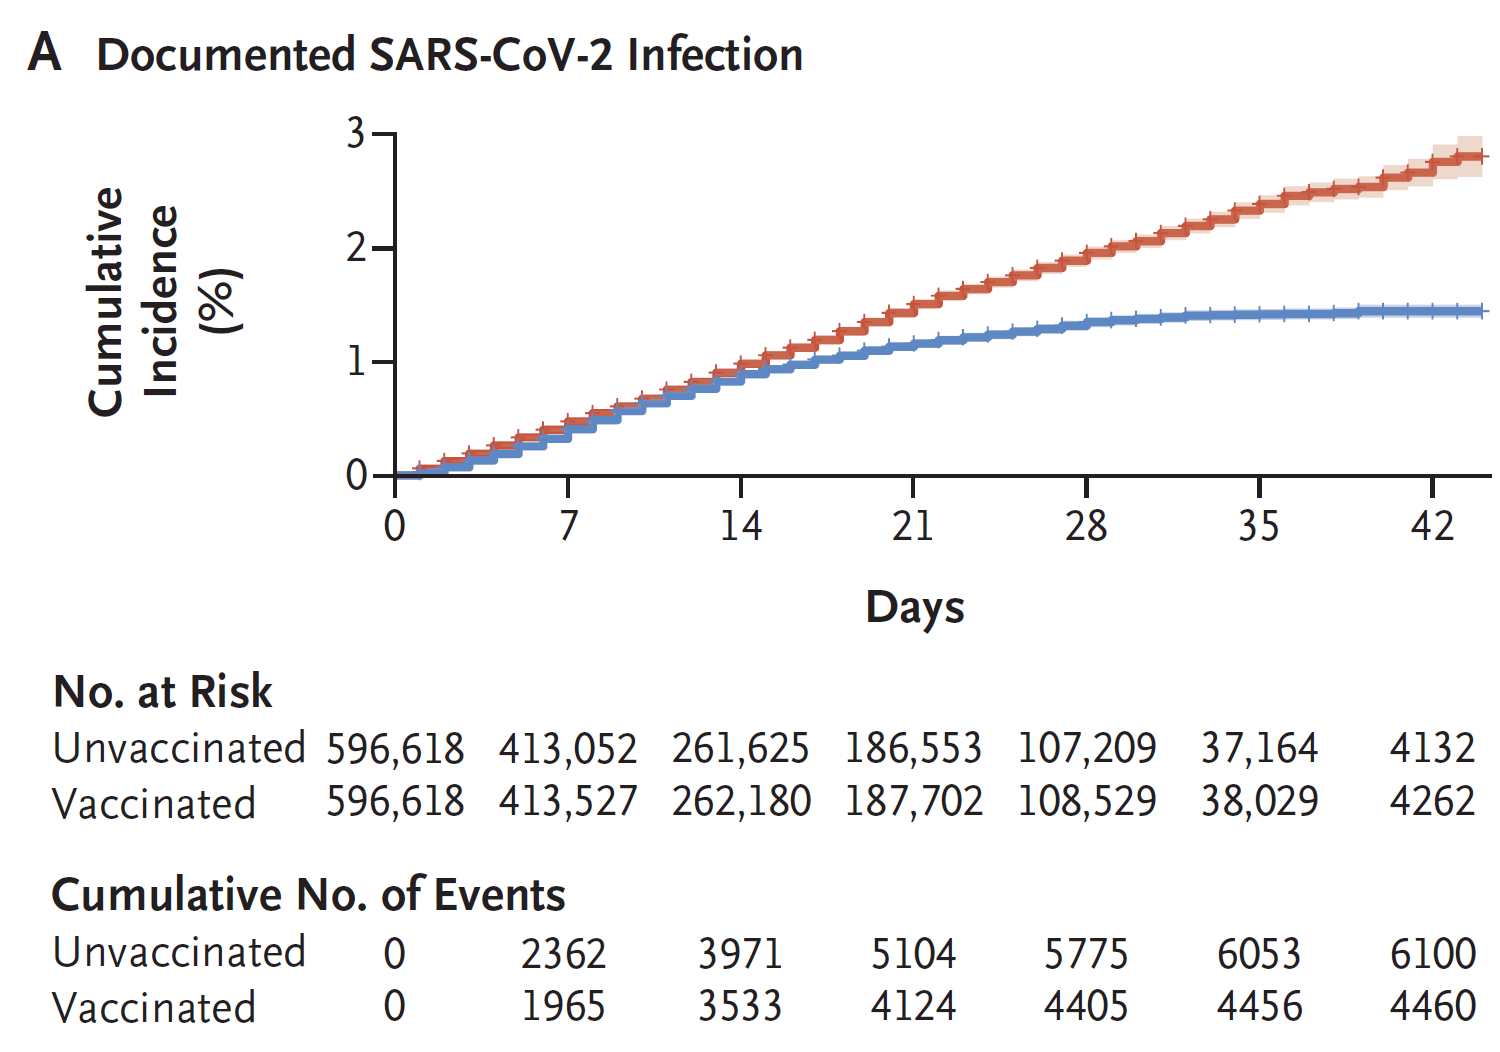 A Documented SARS-CoV-2 Infection
Cumulative
Incidence
(%)
3
2
1
0
0 7 14 21 28 35 42
Days
No. at Risk
Unvaccinated 596,618 413,052 261,625 186,553 107,209 37,164 4132
Vaccinated 596,618 413,527 262,180 187,702 108,529 38,029 4262
Cumulative No. of Events
Unvaccinated 0 2362 3971 5104 5775 6053 6100
Vaccinated 0 1965 3533 4124 4405 4456 4460